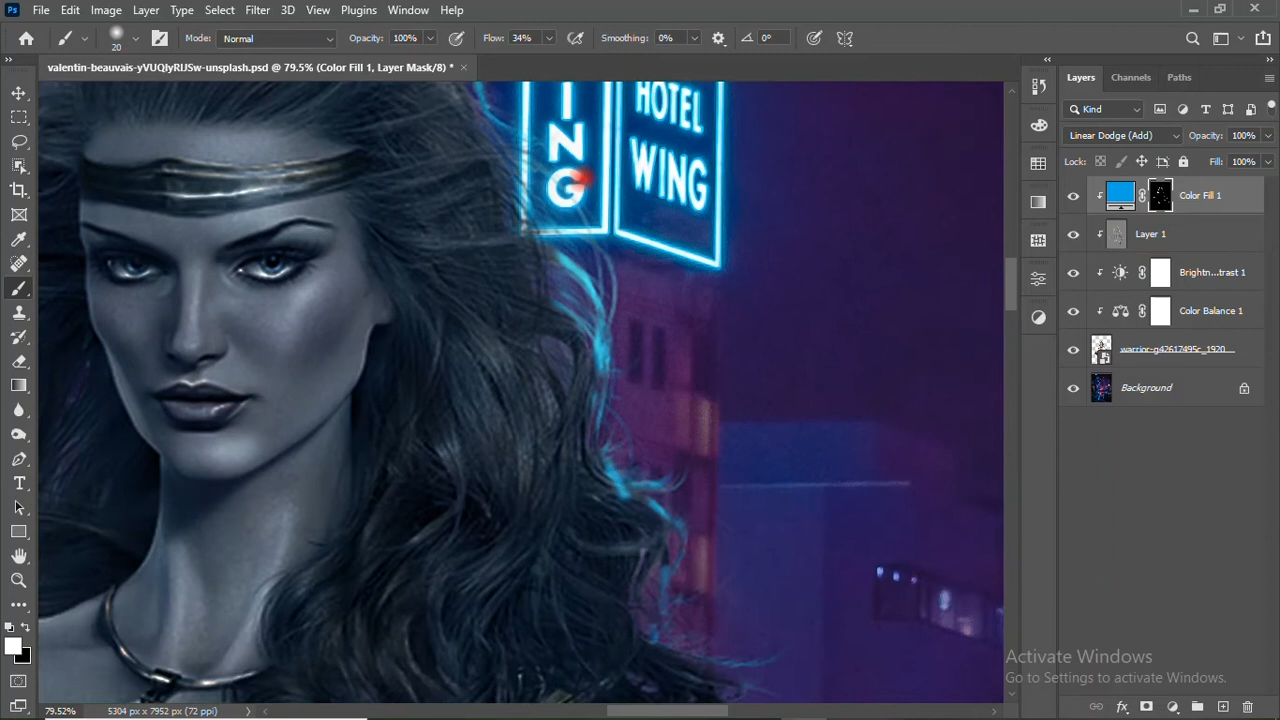 Ps File Edit Image Layer Type Select Filter 3D View Plugins Window Help
20 Mode: Normal Opacity: 100% Flow: 34% Smoothing: 0% 0°
valentin-beauvais-yVUQlyRlJSw-unsplash.psd @ 79.5% (Color Fill 1, Layer Mask/8) *
Layers Channels Paths
Kind
Linear Dodge (Add) Opacity: 100%
Lock: Fill: 100%
Color Fill 1
Layer 1
Brightn...trast 1
Color Balance 1
warrior-g42617495c_1920
Background
I
N
G
HOTEL
WING
Activate Windows
Go to Settings to activate Windows.
79.52% 5304 px x 7952 px (72 ppi)